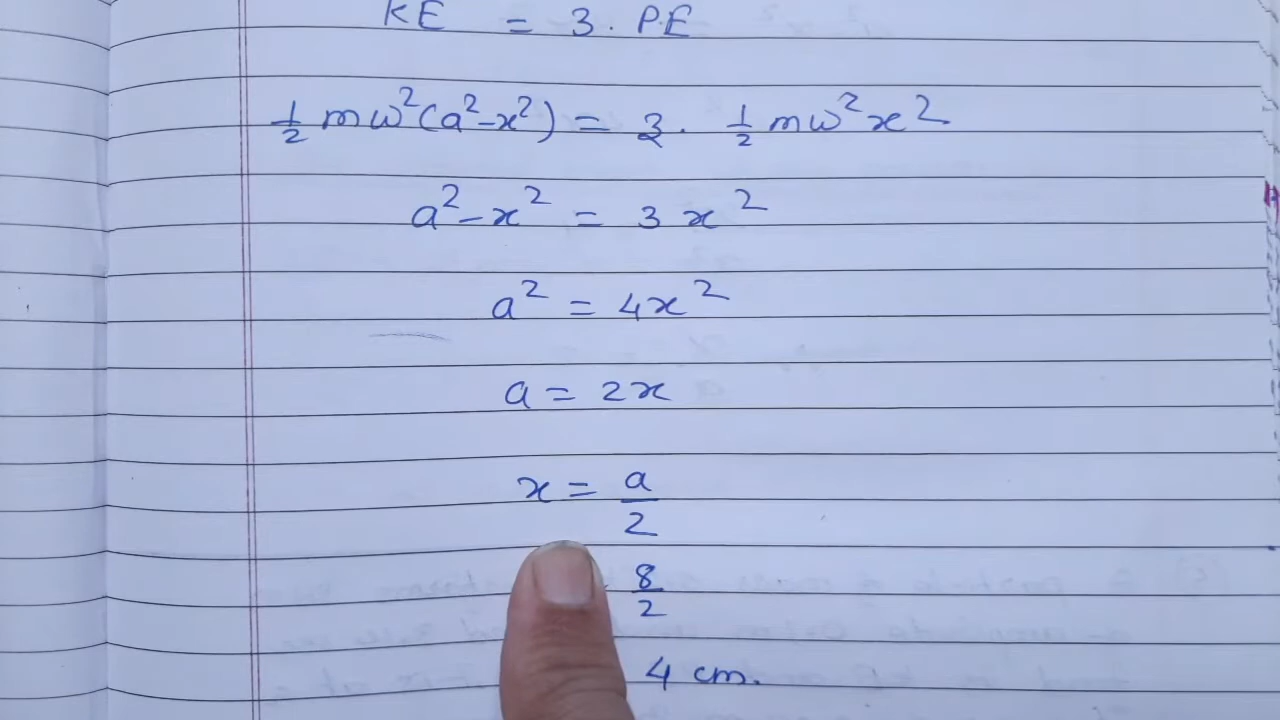 KE = 3. P.E
1/2 mω²(a²-x²) = 3. 1/2 mω²x²
a²-x² = 3x²
a² = 4x²
a = 2x
x = a/2
8/2
4 cm.